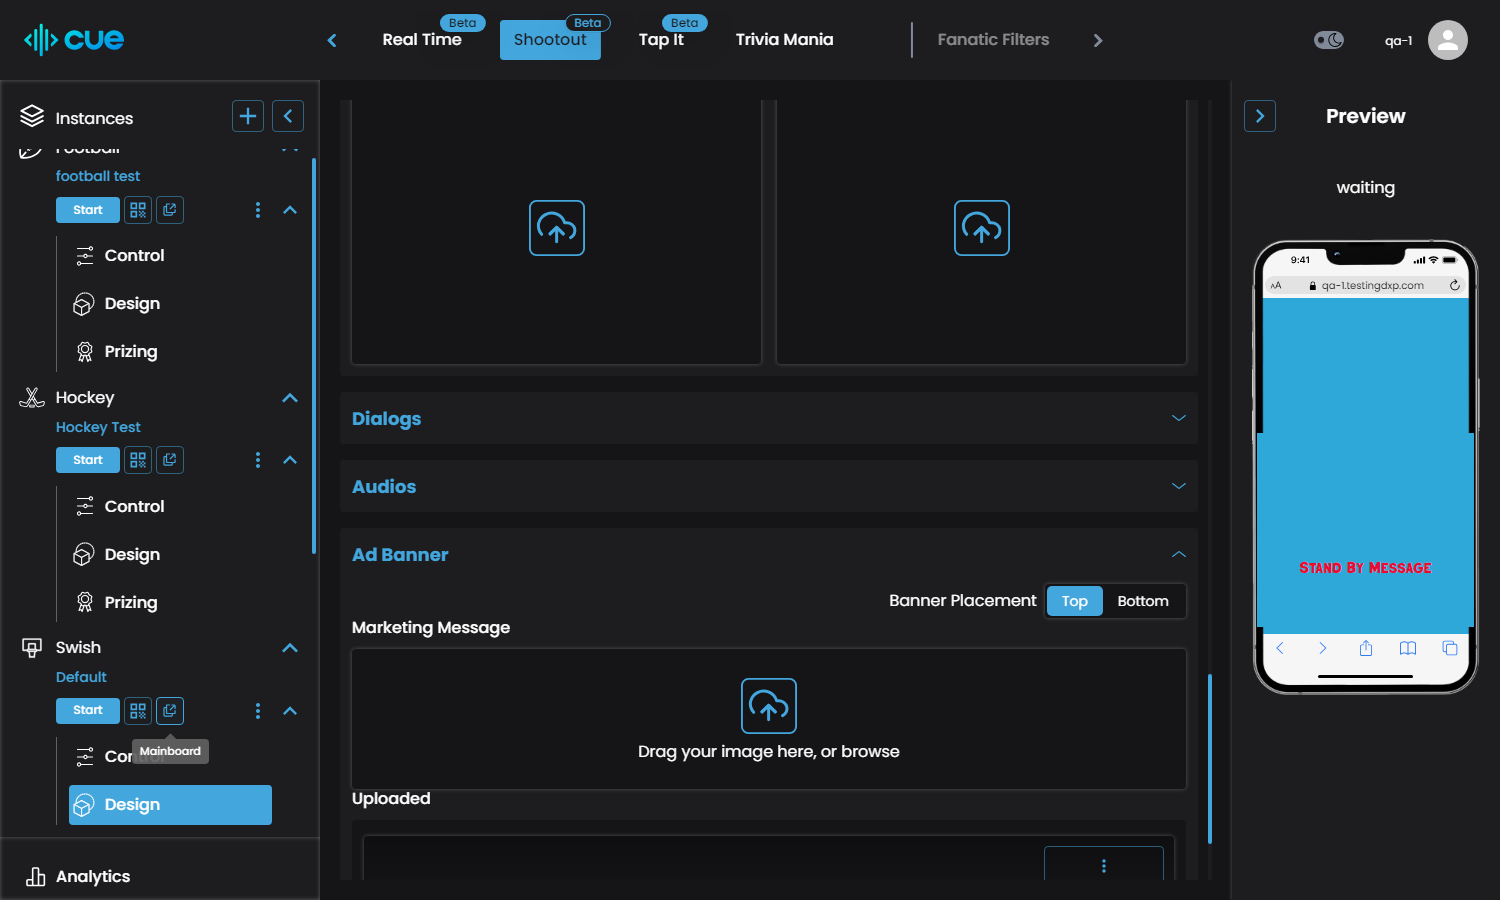 cue
Real Time
Beta
Shootout
Beta
Tap It
Beta
Trivia Mania
Fanatic Filters
qa-1
Instances
Football
football test
Start
Control
Design
Prizing
Hockey
Hockey Test
Start
Control
Design
Prizing
Swish
Default
Start
Mainboard
Control
Design
Analytics
Dialogs
Audios
Ad Banner
Banner Placement Top Bottom
Marketing Message
Drag your image here, or browse
Uploaded
Preview
waiting
9:41
AA qa-1.testingdxp.com
Stand By Message